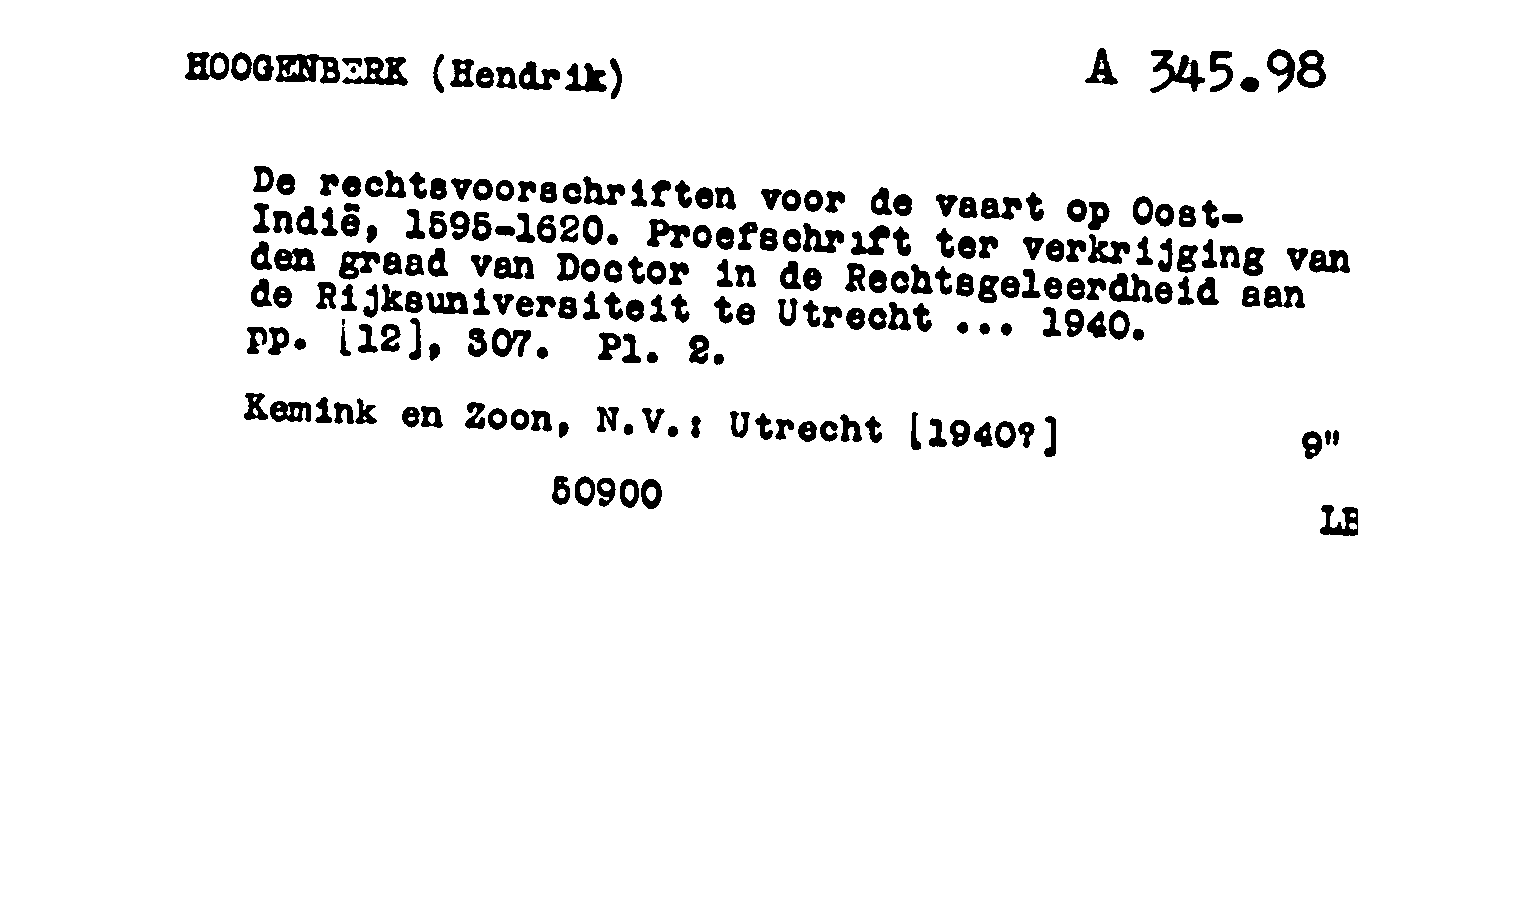 HOOGENBERK (Hendrik) A 345.98
De rechtsvoorschriften voor de vaart op Oost-
Indië, 1595-1620. Proefschrift ter verkrijging van
den graad van Doctor in de Rechtsgeleerdheid aan
de Rijksuniversiteit te Utrecht ... 1940.
pp. [12], 307. Pl. 2.
Kemink en Zoon, N.V.: Utrecht [1940?] 9"
50900
LB